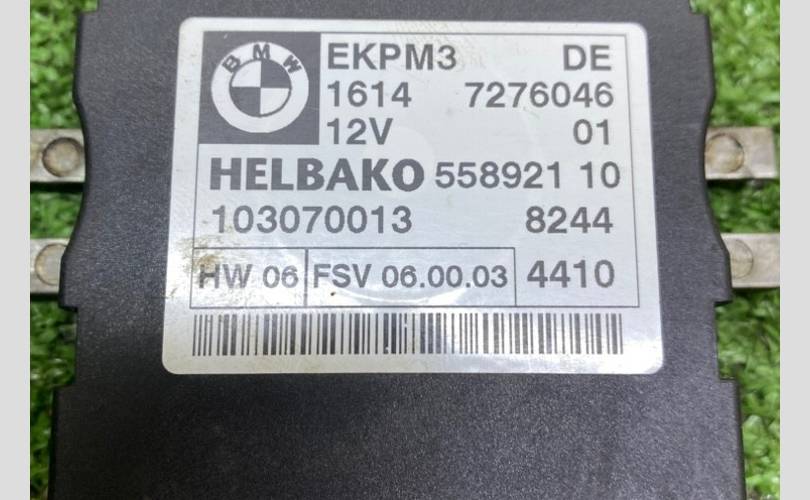 BMW
EKPM3 DE
1614 7276046
12V 01
HELBAKO 558921 10
103070013 8244
HW 06 FSV 06.00.03 4410